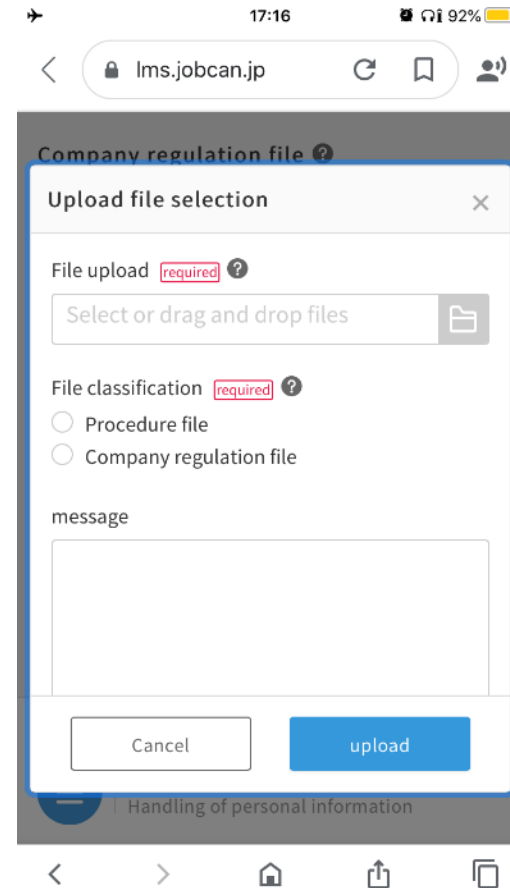 17:16
92%
lms.jobcan.jp
Company regulation file ?
Upload file selection
File upload required ?
Select or drag and drop files
File classification required ?
Procedure file
Company regulation file
message
Cancel
upload
Handling of personal information